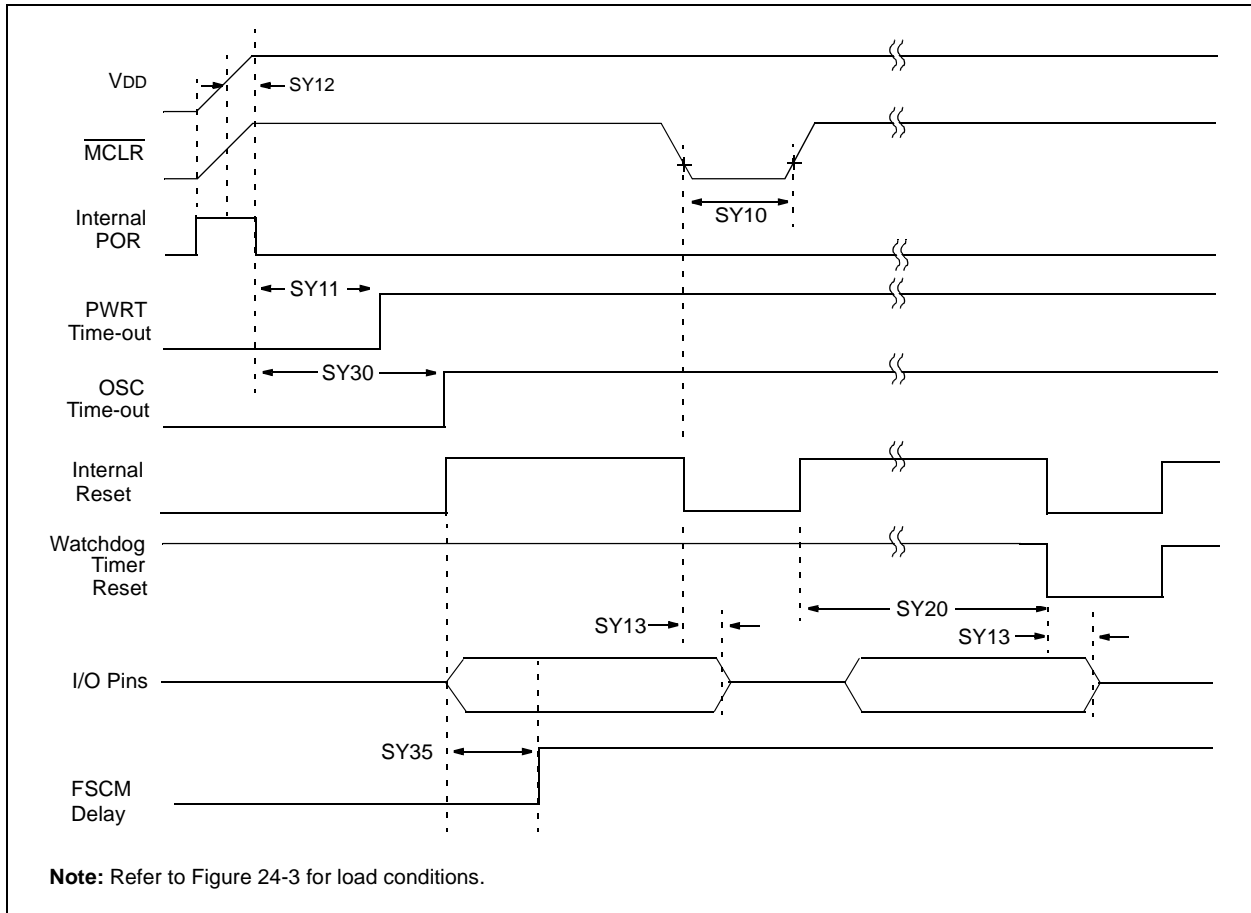 VDD
SY12
MCLR
SY10
Internal
POR
SY11
PWRT
Time-out
SY30
OSC
Time-out
Internal
Reset
Watchdog
Timer
Reset
SY20
SY13
SY13
I/O Pins
SY35
FSCM
Delay
Note: Refer to Figure 24-3 for load conditions.